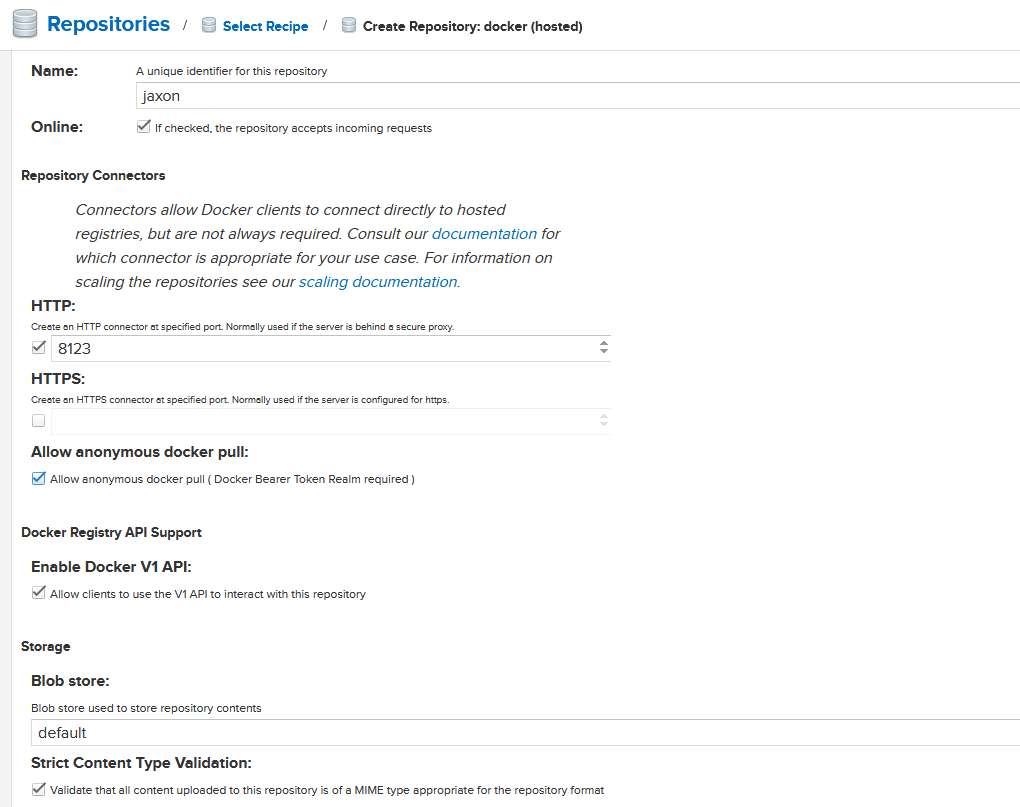 Repositories / Select Recipe / Create Repository: docker (hosted)
Name: A unique identifier for this repository
jaxon
Online: If checked, the repository accepts incoming requests
Repository Connectors
Connectors allow Docker clients to connect directly to hosted
registries, but are not always required. Consult our documentation for
which connector is appropriate for your use case. For information on
scaling the repositories see our scaling documentation.
HTTP:
Create an HTTP connector at specified port. Normally used if the server is behind a secure proxy.
8123
HTTPS:
Create an HTTPS connector at specified port. Normally used if the server is configured for https.
Allow anonymous docker pull:
Allow anonymous docker pull ( Docker Bearer Token Realm required )
Docker Registry API Support
Enable Docker V1 API:
Allow clients to use the V1 API to interact with this repository
Storage
Blob store:
Blob store used to store repository contents
default
Strict Content Type Validation:
Validate that all content uploaded to this repository is of a MIME type appropriate for the repository format